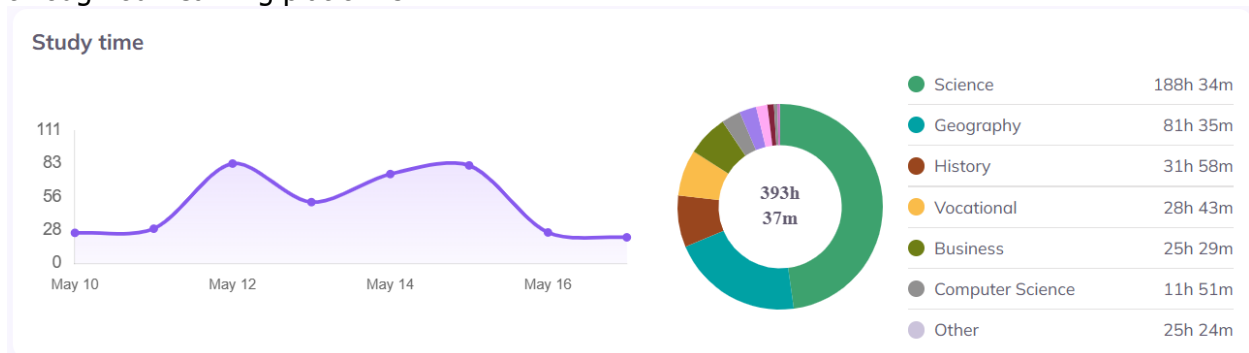 Study time
111
83
56
28
0
May 10
May 12
May 14
May 16
393h
37m
Science 188h 34m
Geography 81h 35m
History 31h 58m
Vocational 28h 43m
Business 25h 29m
Computer Science 11h 51m
Other 25h 24m